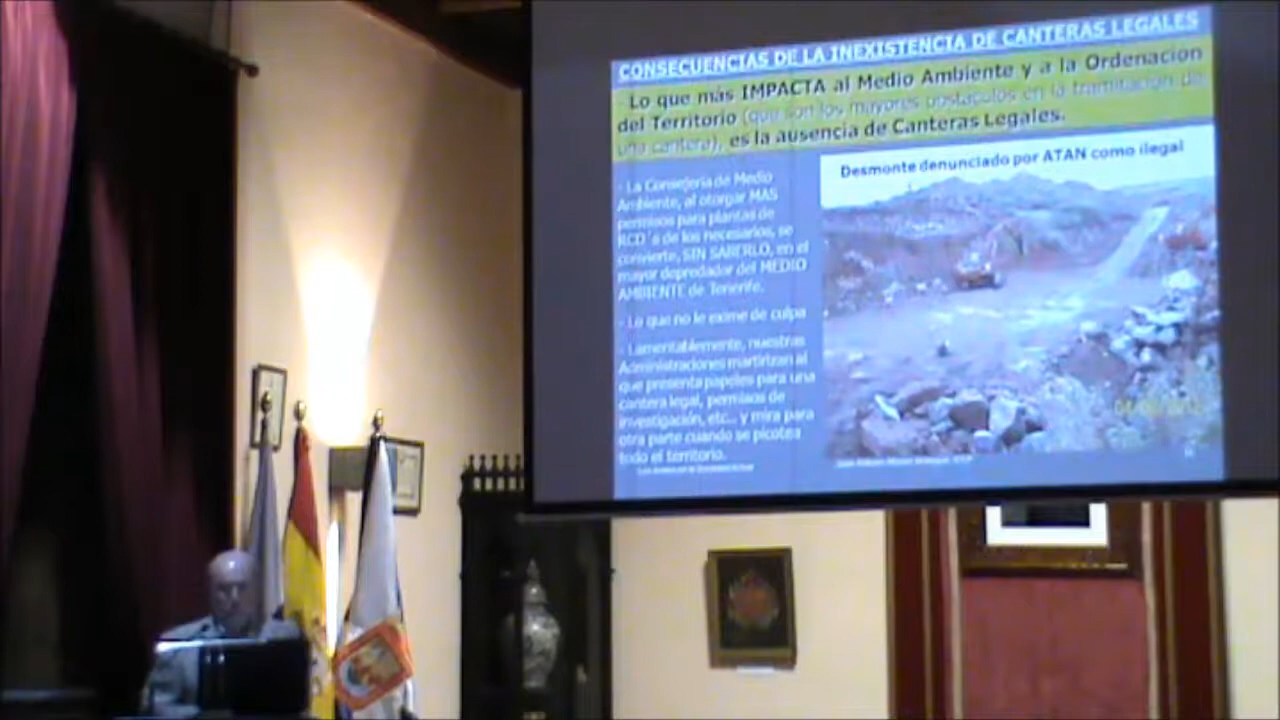 CONSECUENCIAS DE LA INEXISTENCIA DE CANTERAS LEGALES
- Lo que más IMPACTA al Medio Ambiente y a la Ordenacion
del Territorio (que son los mayores obstaculos en la tramitacion de
una cantera), es la ausencia de Canteras Legales.
Desmonte denunciado por ATAN como ilegal
- La Consejeria de Medio
Ambiente, al otorgar MAS
permisos para plantas de
RCD´s de los necesarios, se
convierte, SIN SABERLO, en el
mayor depredador del MEDIO
AMBIENTE de Tenerife.
- Lo que no le exime de culpa
- Lamentablemente, nuestras
Administraciones martirizan al
que presenta papeles para una
cantera legal, permisos de
investigación, etc.. y mira para
otra parte cuando se picotea
todo el territorio.